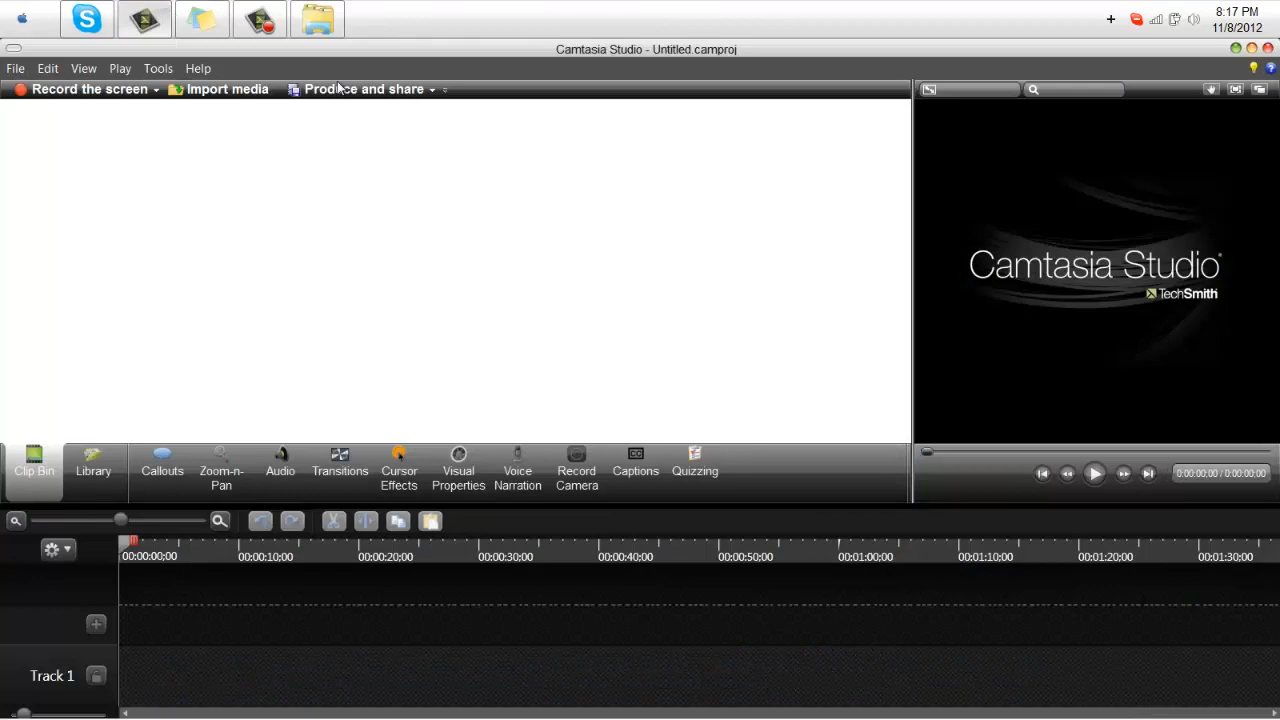 8:17 PM
11/8/2012
Camtasia Studio - Untitled.camproj
File Edit View Play Tools Help
Record the screen Import media Produce and share
Camtasia Studio®
TechSmith
Clip Bin Library Callouts Zoom-n-Pan Audio Transitions Cursor Effects Visual Properties Voice Narration Record Camera Captions Quizzing
0:00:00;00 / 0:00:00;00
00:00:00;00 00:00:10;00 00:00:20;00 00:00:30;00 00:00:40;00 00:00:50;00 00:01:00;00 00:01:10;00 00:01:20;00 00:01:30;00
Track 1